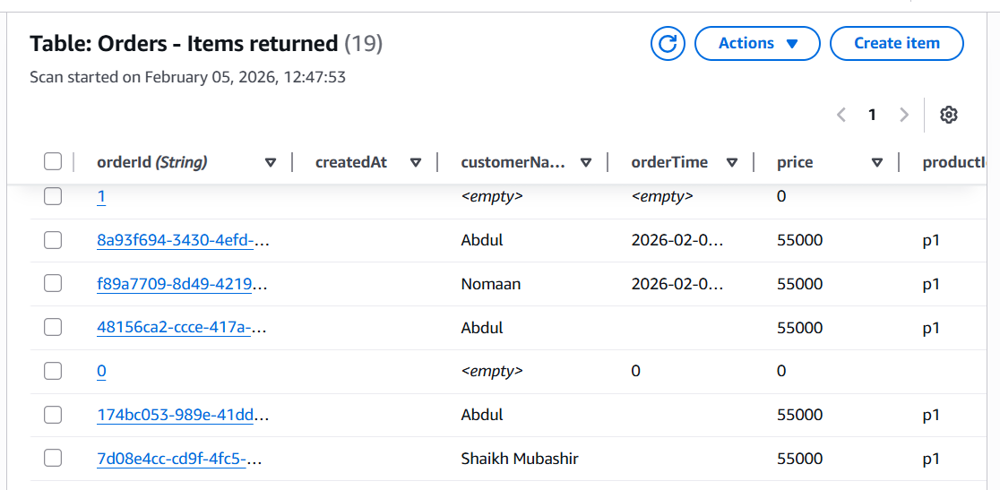 Table: Orders - Items returned (19)
Actions
Create item
Scan started on February 05, 2026, 12:47:53
1
orderId (String) createdAt customerNa... orderTime price productI
1 <empty> <empty> 0
8a93f694-3430-4efd-... Abdul 2026-02-0... 55000 p1
f89a7709-8d49-4219... Nomaan 2026-02-0... 55000 p1
48156ca2-ccce-417a-... Abdul 55000 p1
0 <empty> 0 0
174bc053-989e-41dd... Abdul 55000 p1
7d08e4cc-cd9f-4fc5-... Shaikh Mubashir 55000 p1